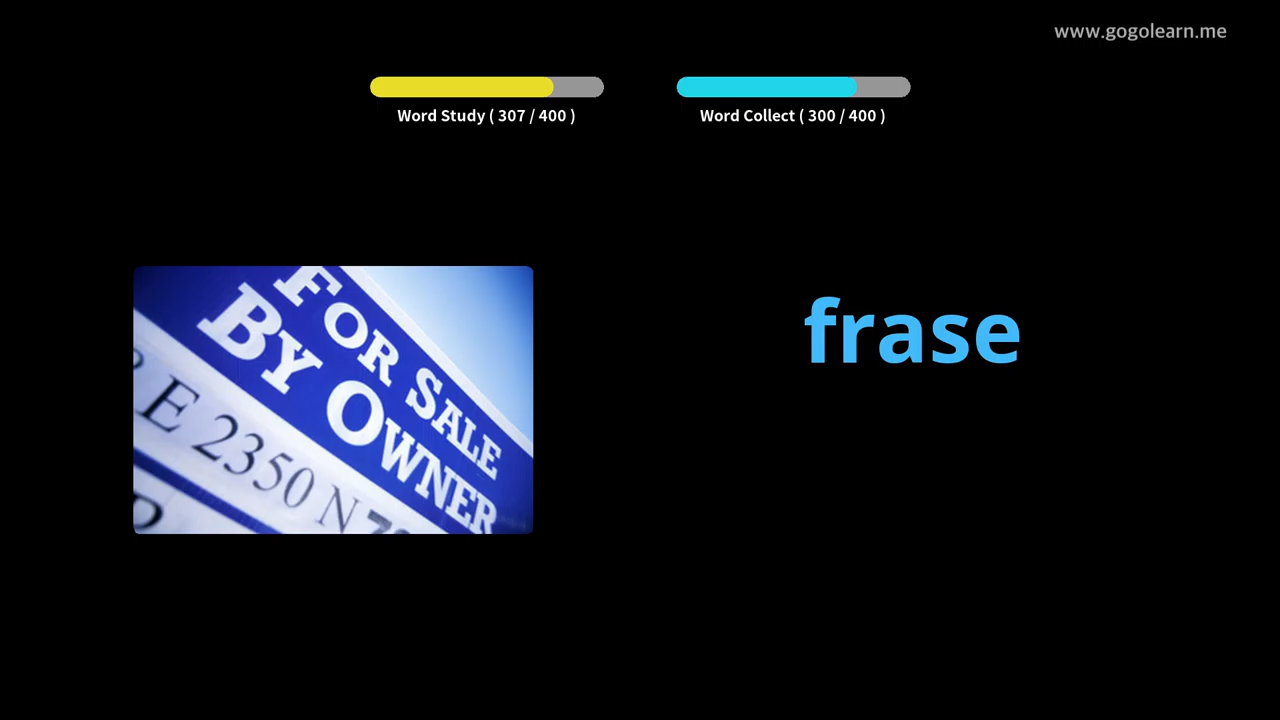 www.gogolearn.me
Word Study ( 307 / 400 )
Word Collect ( 300 / 400 )
FOR SALE
BY OWNER
E 2350 N
frase